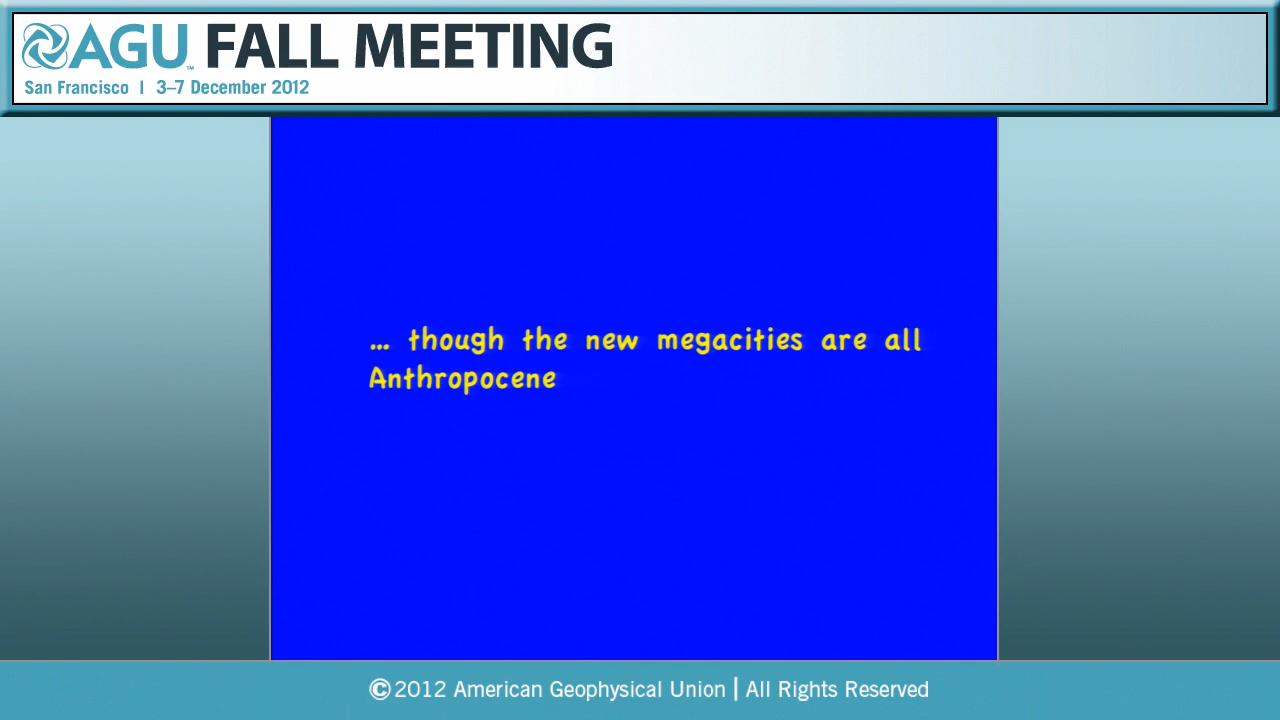 AGU™ FALL MEETING
San Francisco | 3–7 December 2012
... though the new megacities are all
Anthropocene
©2012 American Geophysical Union | All Rights Reserved